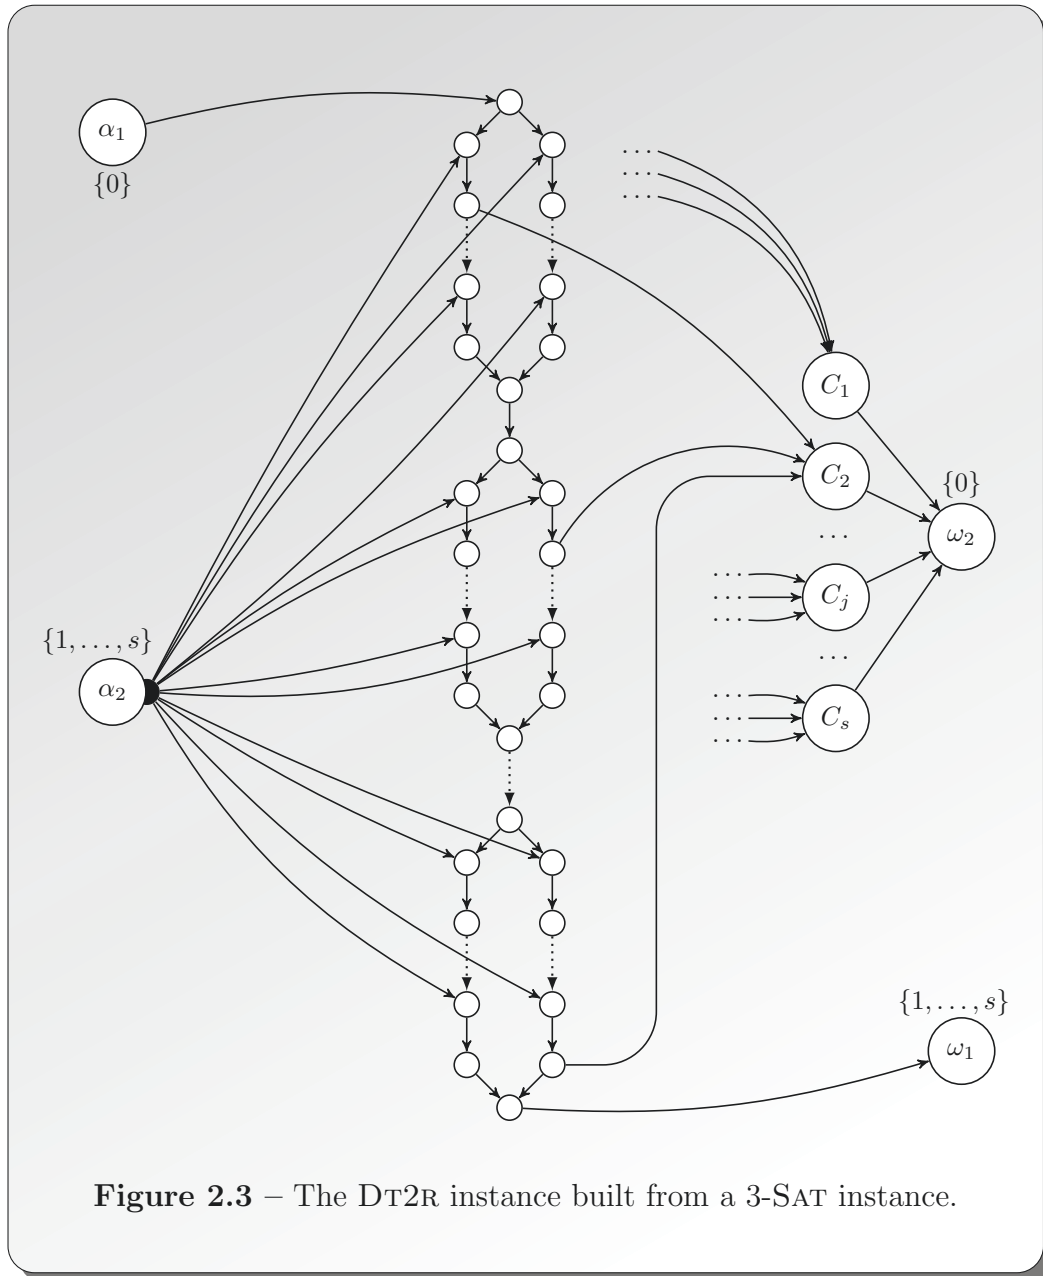 α₁
{0}
. . .
. . .
. . .
C₁
C₂
{0}
. . .
ω₂
. . .
. . .
. . .
Cⱼ
{1, . . . , s}
α₂
. . .
. . .
. . .
. . .
Cₛ
{1, . . . , s}
ω₁
Figure 2.3 – The DT2R instance built from a 3-SAT instance.